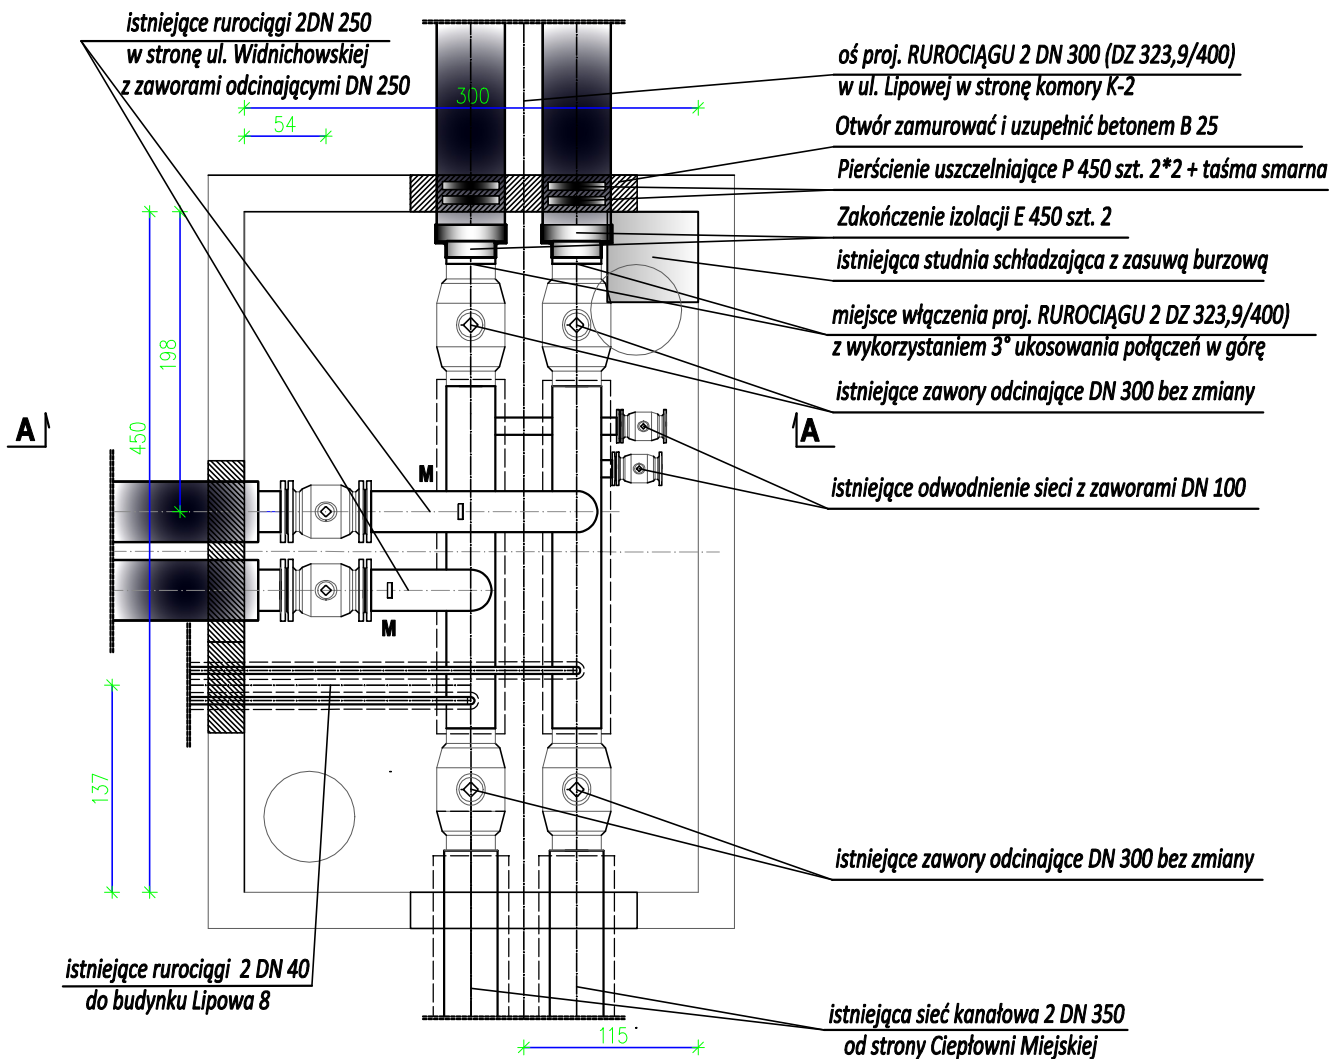 istniejące rurociągi 2DN 250
w stronę ul. Widnichowskiej
z zaworami odcinającymi DN 250
300
54
oś proj. RUROCIĄGU 2 DN 300 (DZ 323,9/400)
w ul. Lipowej w stronę komory K-2
Otwór zamurować i uzupełnić betonem B 25
Pierścienie uszczelniające P 450 szt. 2*2 + taśma smarna
Zakończenie izolacji E 450 szt. 2
istniejąca studnia schładzająca z zasuwą burzową
miejsce włączenia proj. RUROCIĄGU 2 DZ 323,9/400)
z wykorzystaniem 3° ukosowania połączeń w górę
istniejące zawory odcinające DN 300 bez zmiany
198
450
A
A
M
istniejące odwodnienie sieci z zaworami DN 100
M
137
istniejące zawory odcinające DN 300 bez zmiany
istniejące rurociągi 2 DN 40
do budynku Lipowa 8
istniejąca sieć kanałowa 2 DN 350
od strony Ciepłowni Miejskiej
115